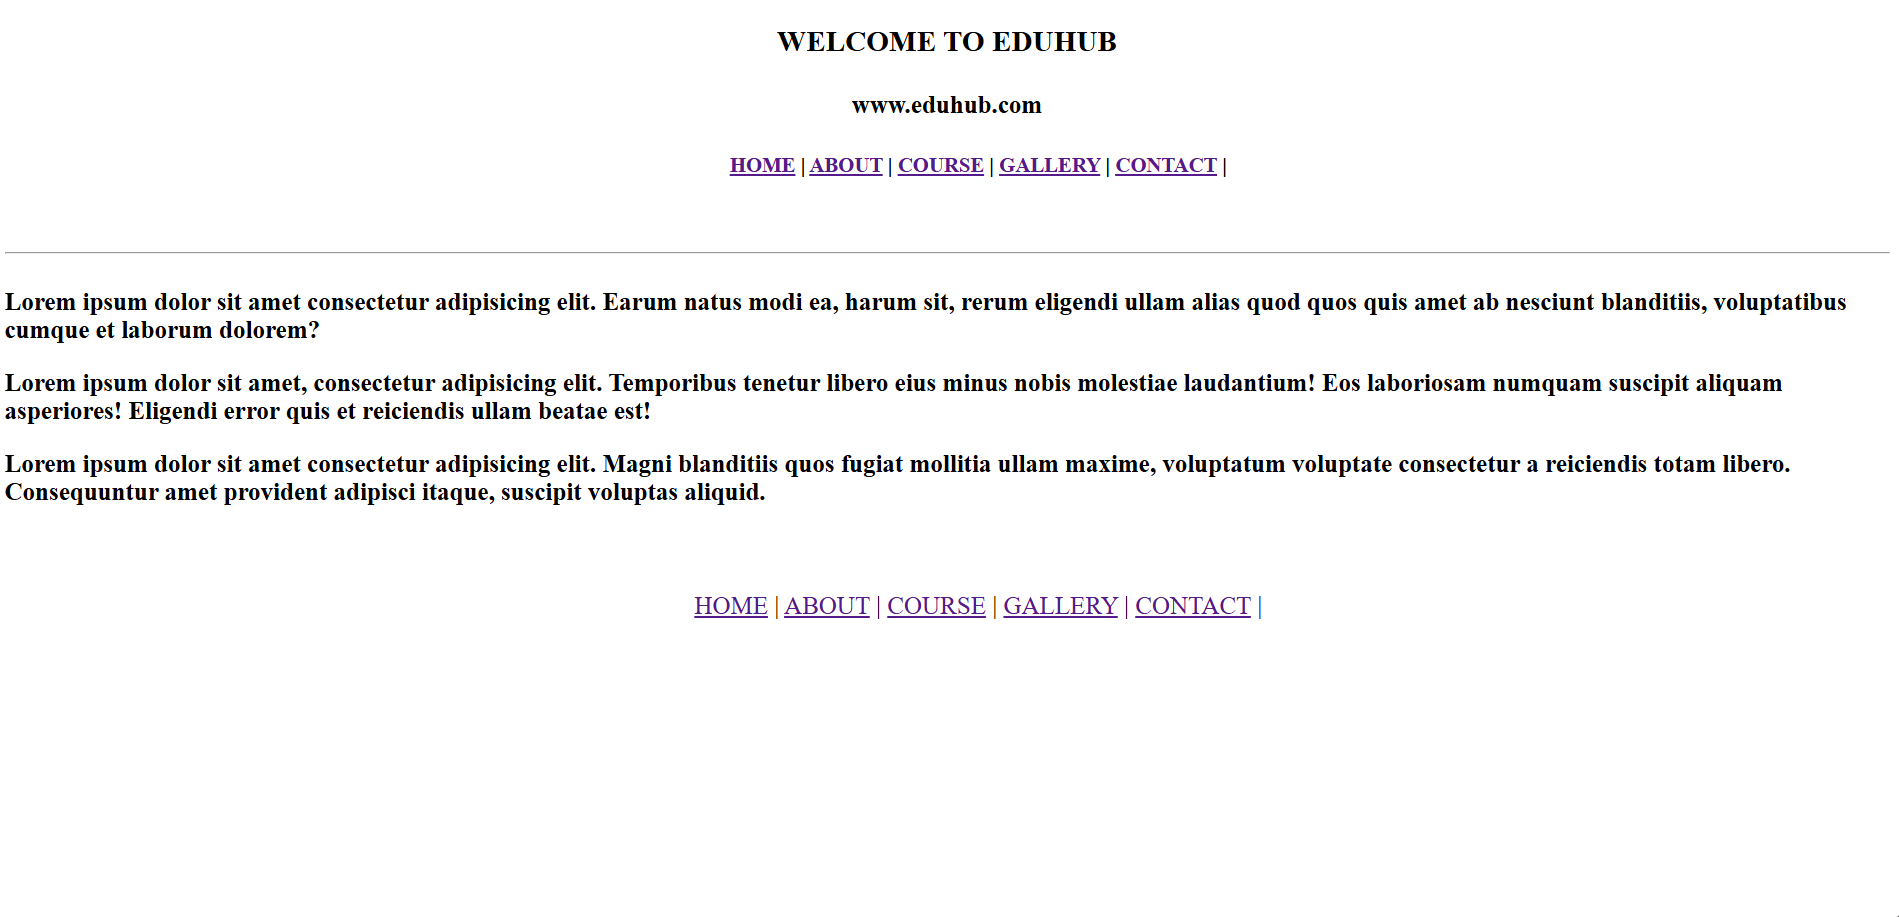 WELCOME TO EDUHUB
www.eduhub.com
HOME | ABOUT | COURSE | GALLERY | CONTACT |
Lorem ipsum dolor sit amet consectetur adipisicing elit. Earum natus modi ea, harum sit, rerum eligendi ullam alias quod quos quis amet ab nesciunt blanditiis, voluptatibus
cumque et laborum dolorem?
Lorem ipsum dolor sit amet, consectetur adipisicing elit. Temporibus tenetur libero eius minus nobis molestiae laudantium! Eos laboriosam numquam suscipit aliquam
asperiores! Eligendi error quis et reiciendis ullam beatae est!
Lorem ipsum dolor sit amet consectetur adipisicing elit. Magni blanditiis quos fugiat mollitia ullam maxime, voluptatum voluptate consectetur a reiciendis totam libero.
Consequuntur amet provident adipisci itaque, suscipit voluptas aliquid.
HOME | ABOUT | COURSE | GALLERY | CONTACT |